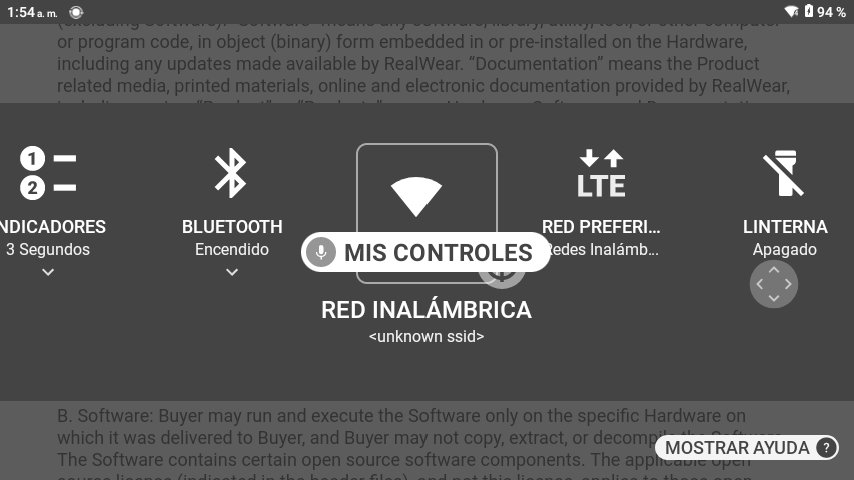 1:54 a. m.
94 %
or program code, in object (binary) form embedded in or pre-installed on the Hardware,
including any updates made available by RealWear. “Documentation” means the Product
related media, printed materials, online and electronic documentation provided by RealWear,
1
2
LTE
NDICADORES
3 Segundos
BLUETOOTH
Encendido
MIS CONTROLES
RED INALÁMBRICA
<unknown ssid>
RED PREFERI...
Redes Inalámb...
LINTERNA
Apagado
B. Software: Buyer may run and execute the Software only on the specific Hardware on
which it was delivered to Buyer, and Buyer may not copy, extract, or decompile
The Software contains certain open source software components. The applicable open
MOSTRAR AYUDA ?